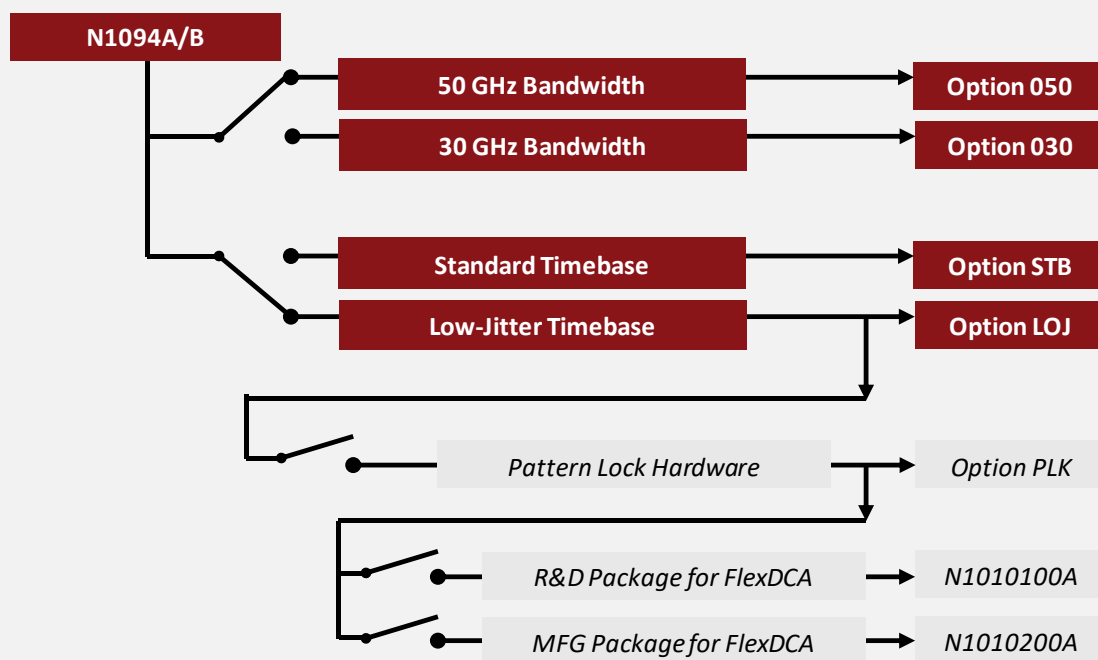 N1094A/B
50 GHz Bandwidth Option 050
30 GHz Bandwidth Option 030
Standard Timebase Option STB
Low-Jitter Timebase Option LOJ
Pattern Lock Hardware Option PLK
R&D Package for FlexDCA N1010100A
MFG Package for FlexDCA N1010200A